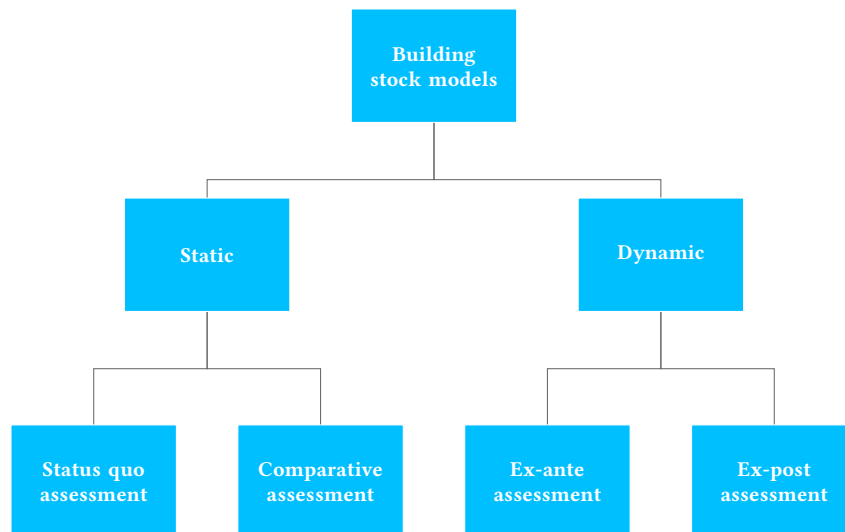 Building
stock models
Static
Dynamic
Status quo
assessment
Comparative
assessment
Ex-ante
assessment
Ex-post
assessment